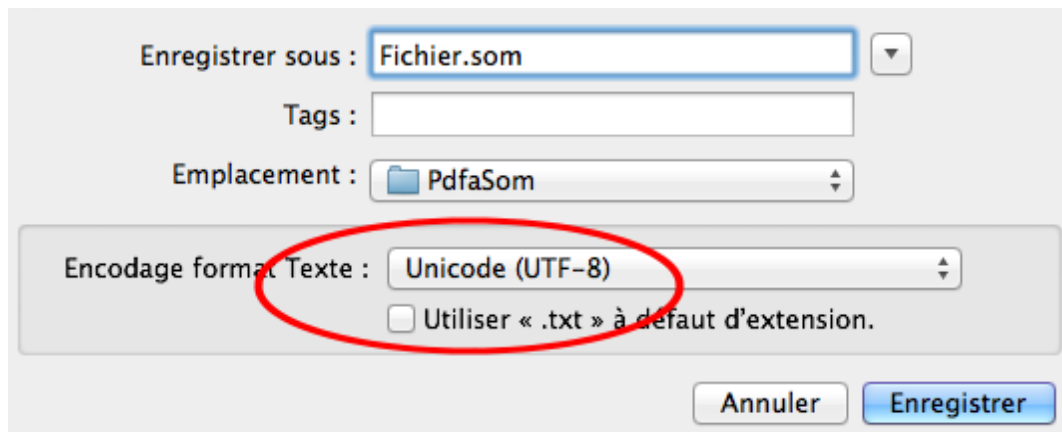 Enregistrer sous : Fichier.som
Tags :
Emplacement : PdfaSom
Encodage format Texte : Unicode (UTF-8)
Utiliser « .txt » à défaut d'extension.
Annuler Enregistrer